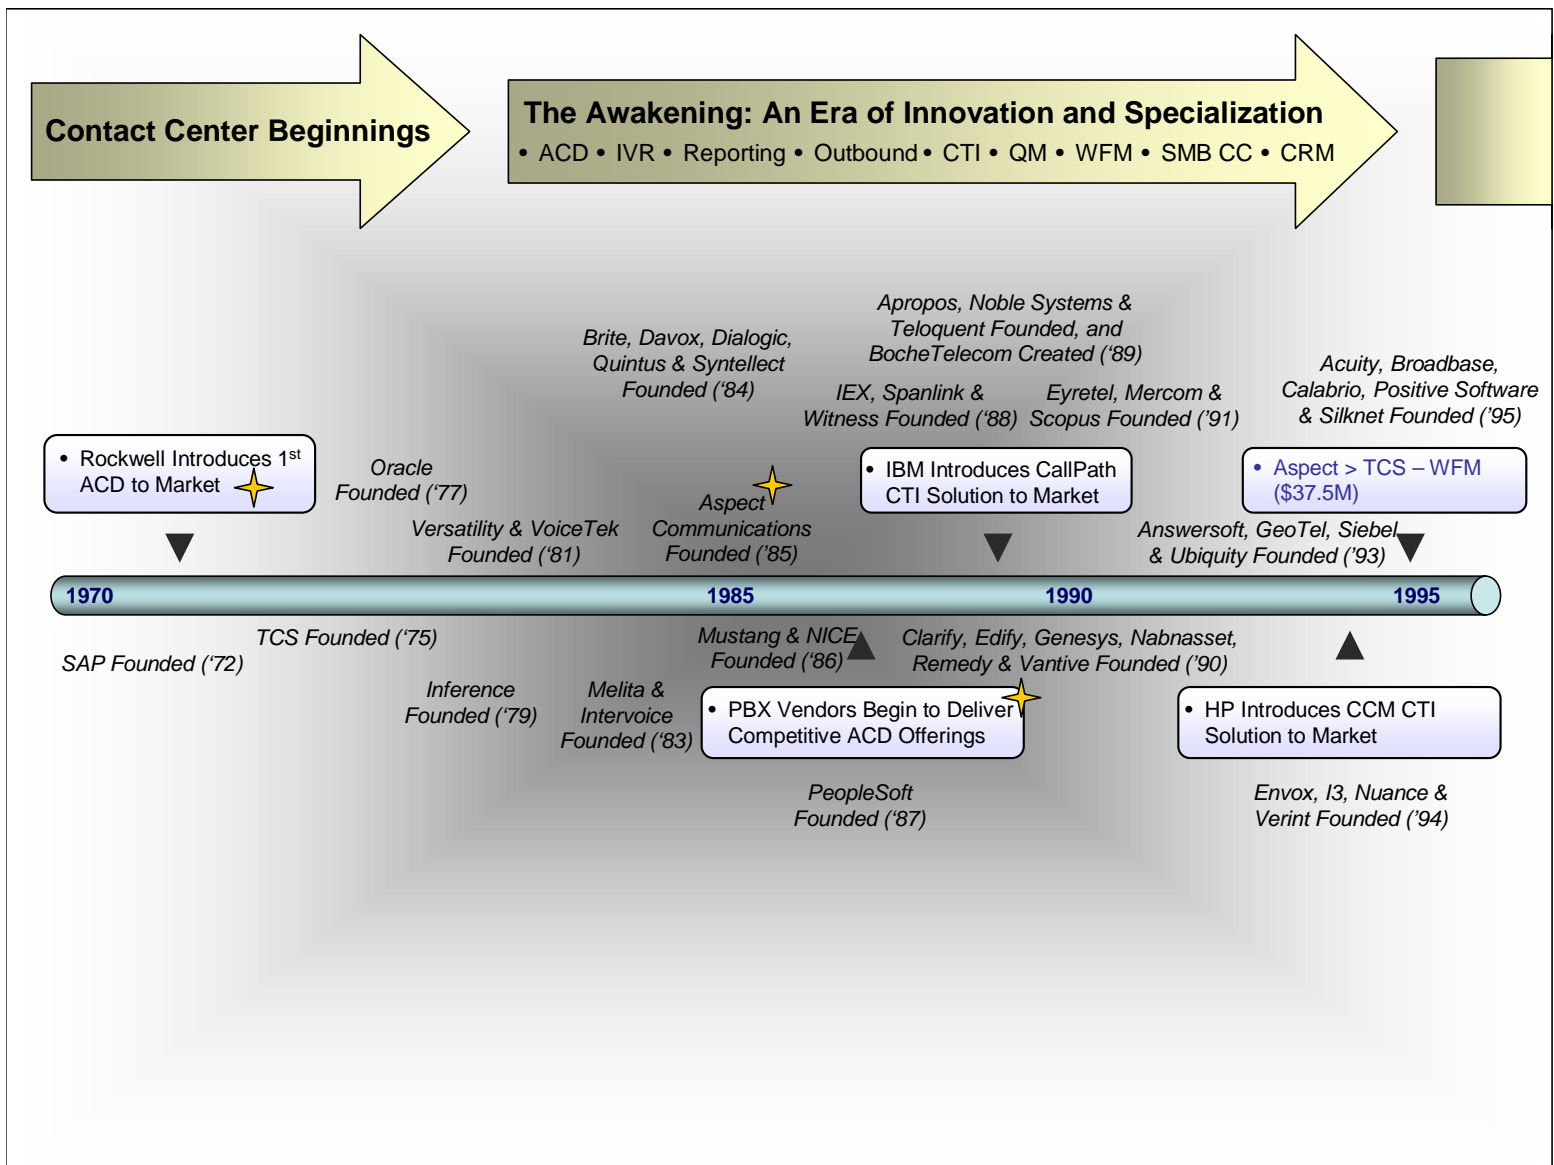 Contact Center Beginnings
The Awakening: An Era of Innovation and Specialization
• ACD • IVR • Reporting • Outbound • CTI • QM • WFM • SMB CC • CRM
Apropos, Noble Systems &
Teloquent Founded, and
BocheTelecom Created (‘89)
Brite, Davox, Dialogic,
Quintus & Syntellect
Founded (‘84)
Acuity, Broadbase,
Calabrio, Positive Software
& Silknet Founded (’95)
IEX, Spanlink &
Witness Founded (‘88)
Eyretel, Mercom &
Scopus Founded (’91)
• Rockwell Introduces 1st
ACD to Market
Oracle
Founded (‘77)
• IBM Introduces CallPath
CTI Solution to Market
• Aspect > TCS – WFM
($37.5M)
Versatility & VoiceTek
Founded (‘81)
Aspect
Communications
Founded (’85)
Answersoft, GeoTel, Siebel
& Ubiquity Founded (’93)
1970
1985
1990
1995
TCS Founded (‘75)
SAP Founded (‘72)
Mustang & NICE
Founded (‘86)
Clarify, Edify, Genesys, Nabnasset,
Remedy & Vantive Founded (’90)
Inference
Founded (‘79)
Melita &
Intervoice
Founded (‘83)
• PBX Vendors Begin to Deliver
Competitive ACD Offerings
• HP Introduces CCM CTI
Solution to Market
PeopleSoft
Founded (‘87)
Envox, I3, Nuance &
Verint Founded (’94)